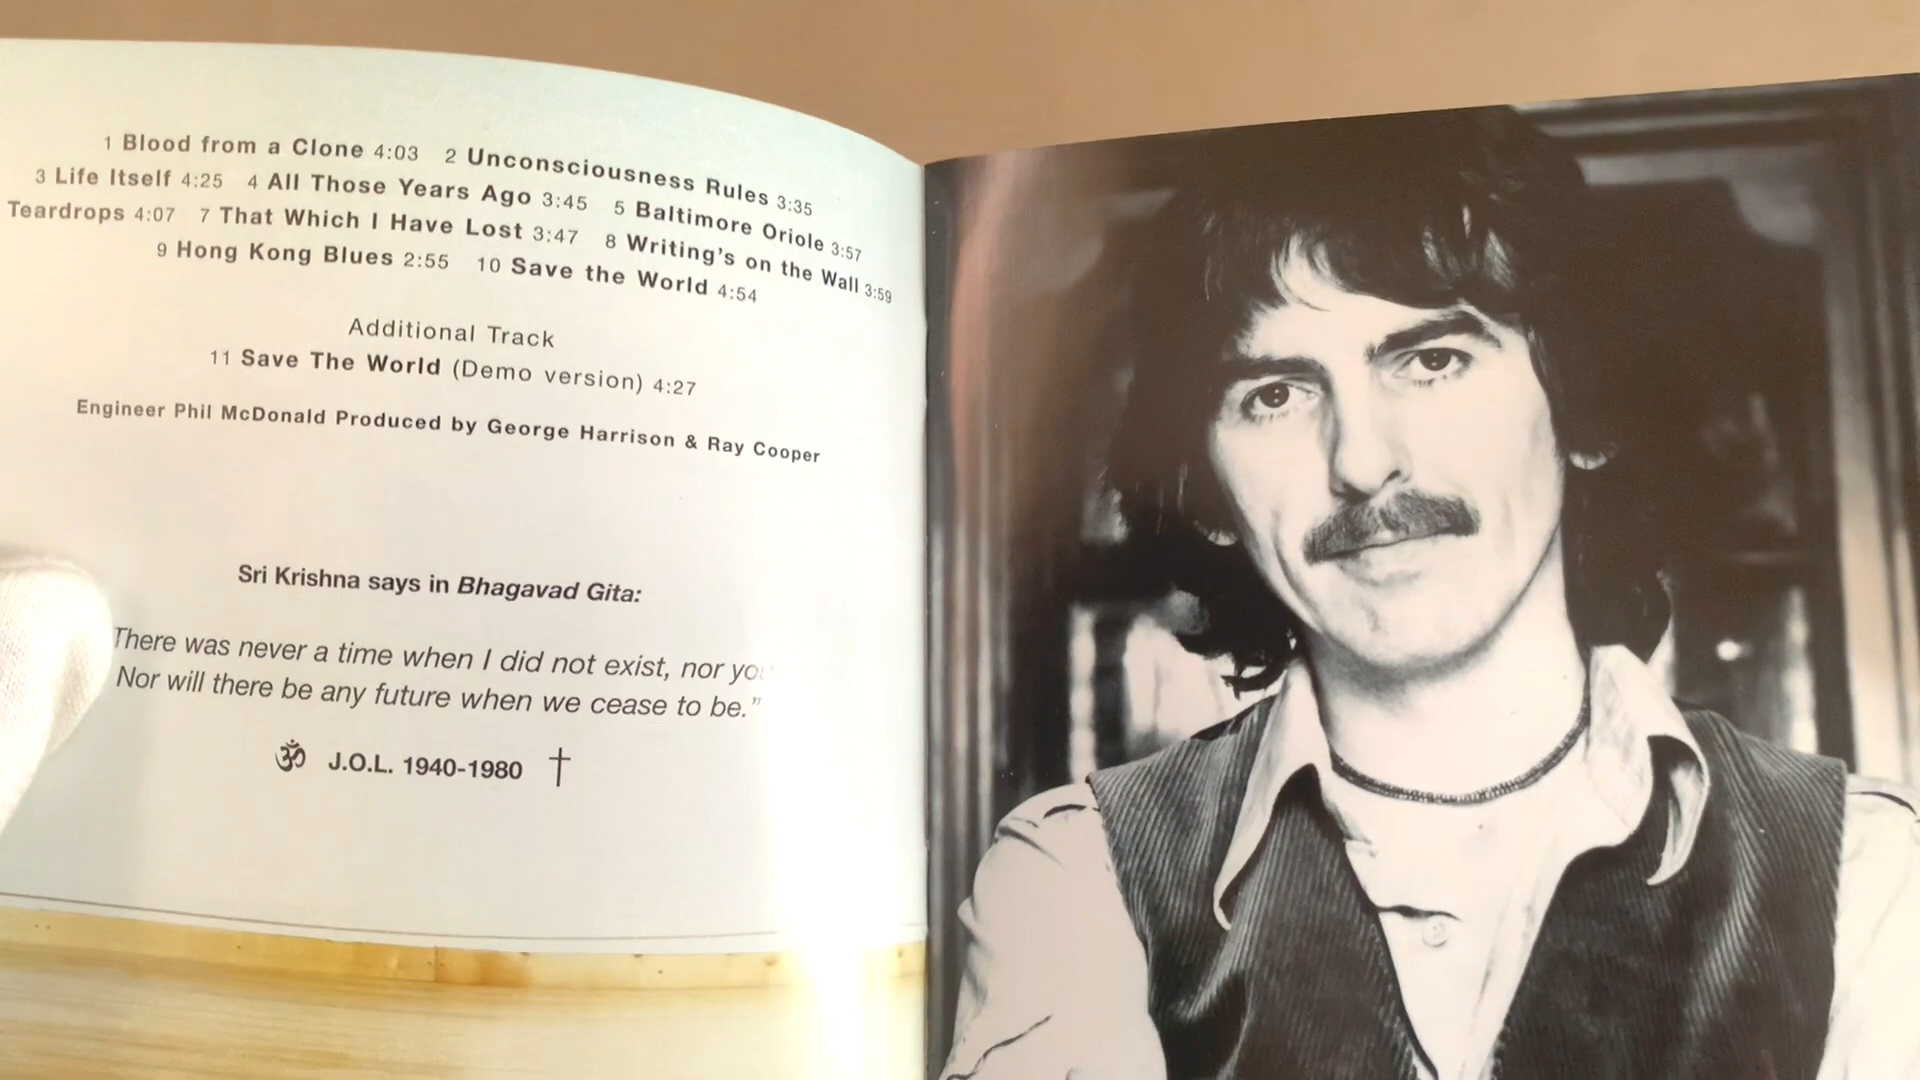 1 Blood from a Clone 4:03 2 Unconsciousness Rules 3:35
3 Life Itself 4:25 4 All Those Years Ago 3:45 5 Baltimore Oriole 3:57
Teardrops 4:07 7 That Which I Have Lost 3:47 8 Writing's on the Wall 3:59
9 Hong Kong Blues 2:55 10 Save the World 4:54
Additional Track
11 Save The World (Demo version) 4:27
Engineer Phil McDonald Produced by George Harrison & Ray Cooper
Sri Krishna says in Bhagavad Gita:
There was never a time when I did not exist, nor
Nor will there be any future when we cease to be."
ॐ J.O.L. 1940-1980 †